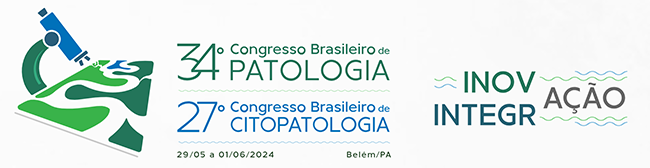 34º Congresso Brasileiro de
PATOLOGIA
27º Congresso Brasileiro de
CITOPATOLOGIA
29/05 a 01/06/2024 Belém/PA
INOV
INTEGR AÇÃO